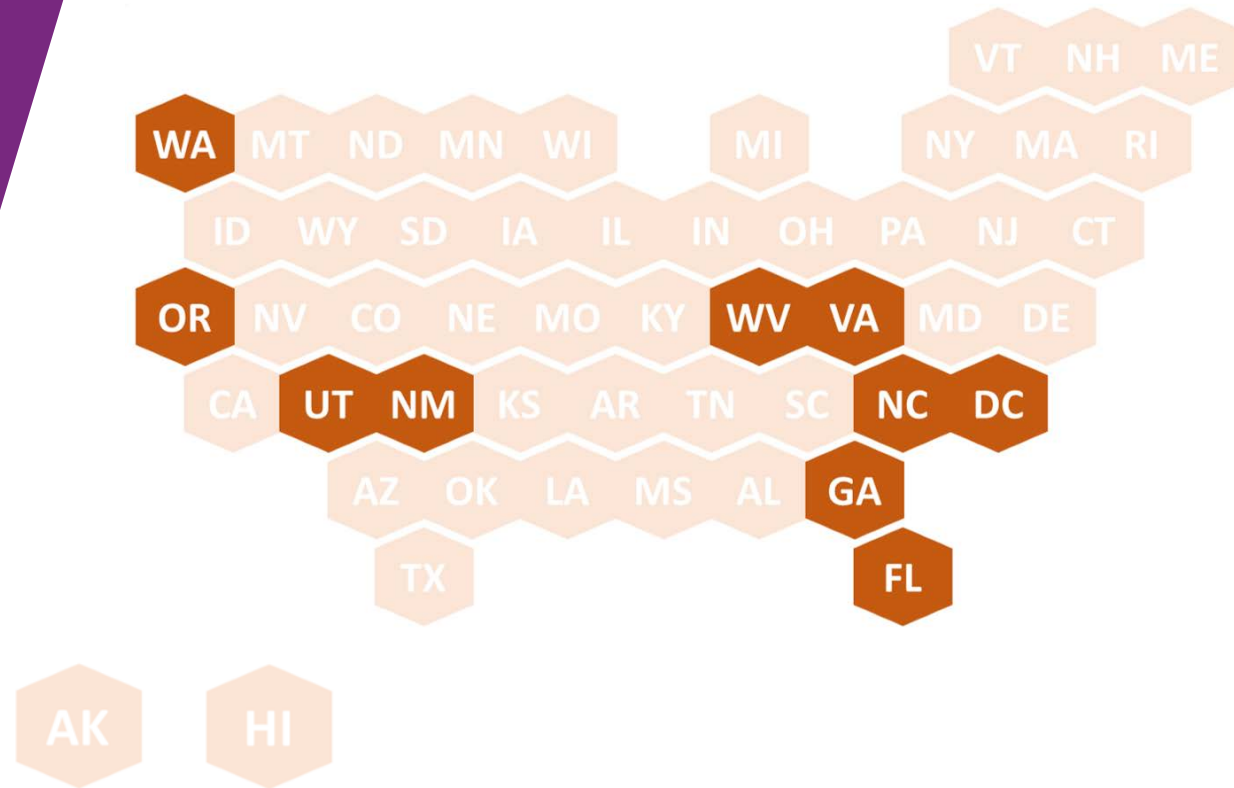 VT NH ME
WA MT ND MN WI MI NY MA RI
ID WY SD IA IL IN OH PA NJ CT
OR NV CO NE MO KY WV VA MD DE
CA UT NM KS AR TN SC NC DC
AZ OK LA MS AL GA
TX FL
AK HI